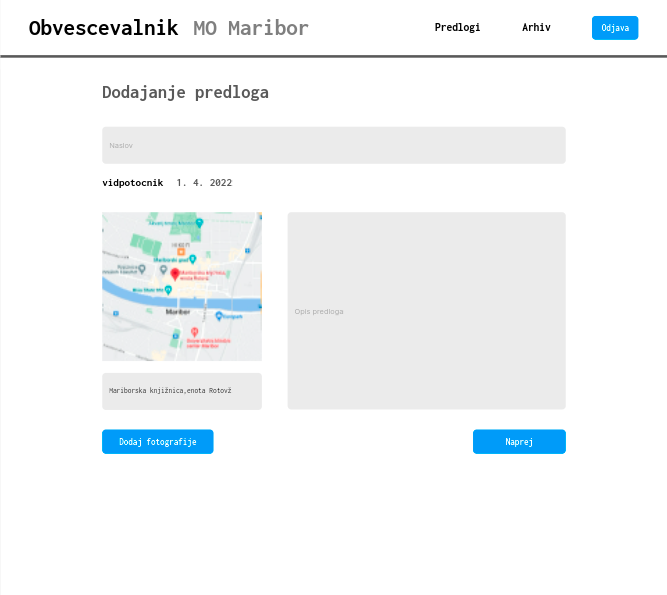 Obvescevalnik MO Maribor
Predlogi
Arhiv
Odjava
Dodajanje predloga
Naslov
vidpotocnik 1. 4. 2022
Maribor
Opis predloga
Mariborska knjižnica,enota Rotovž
Dodaj fotografije
Naprej